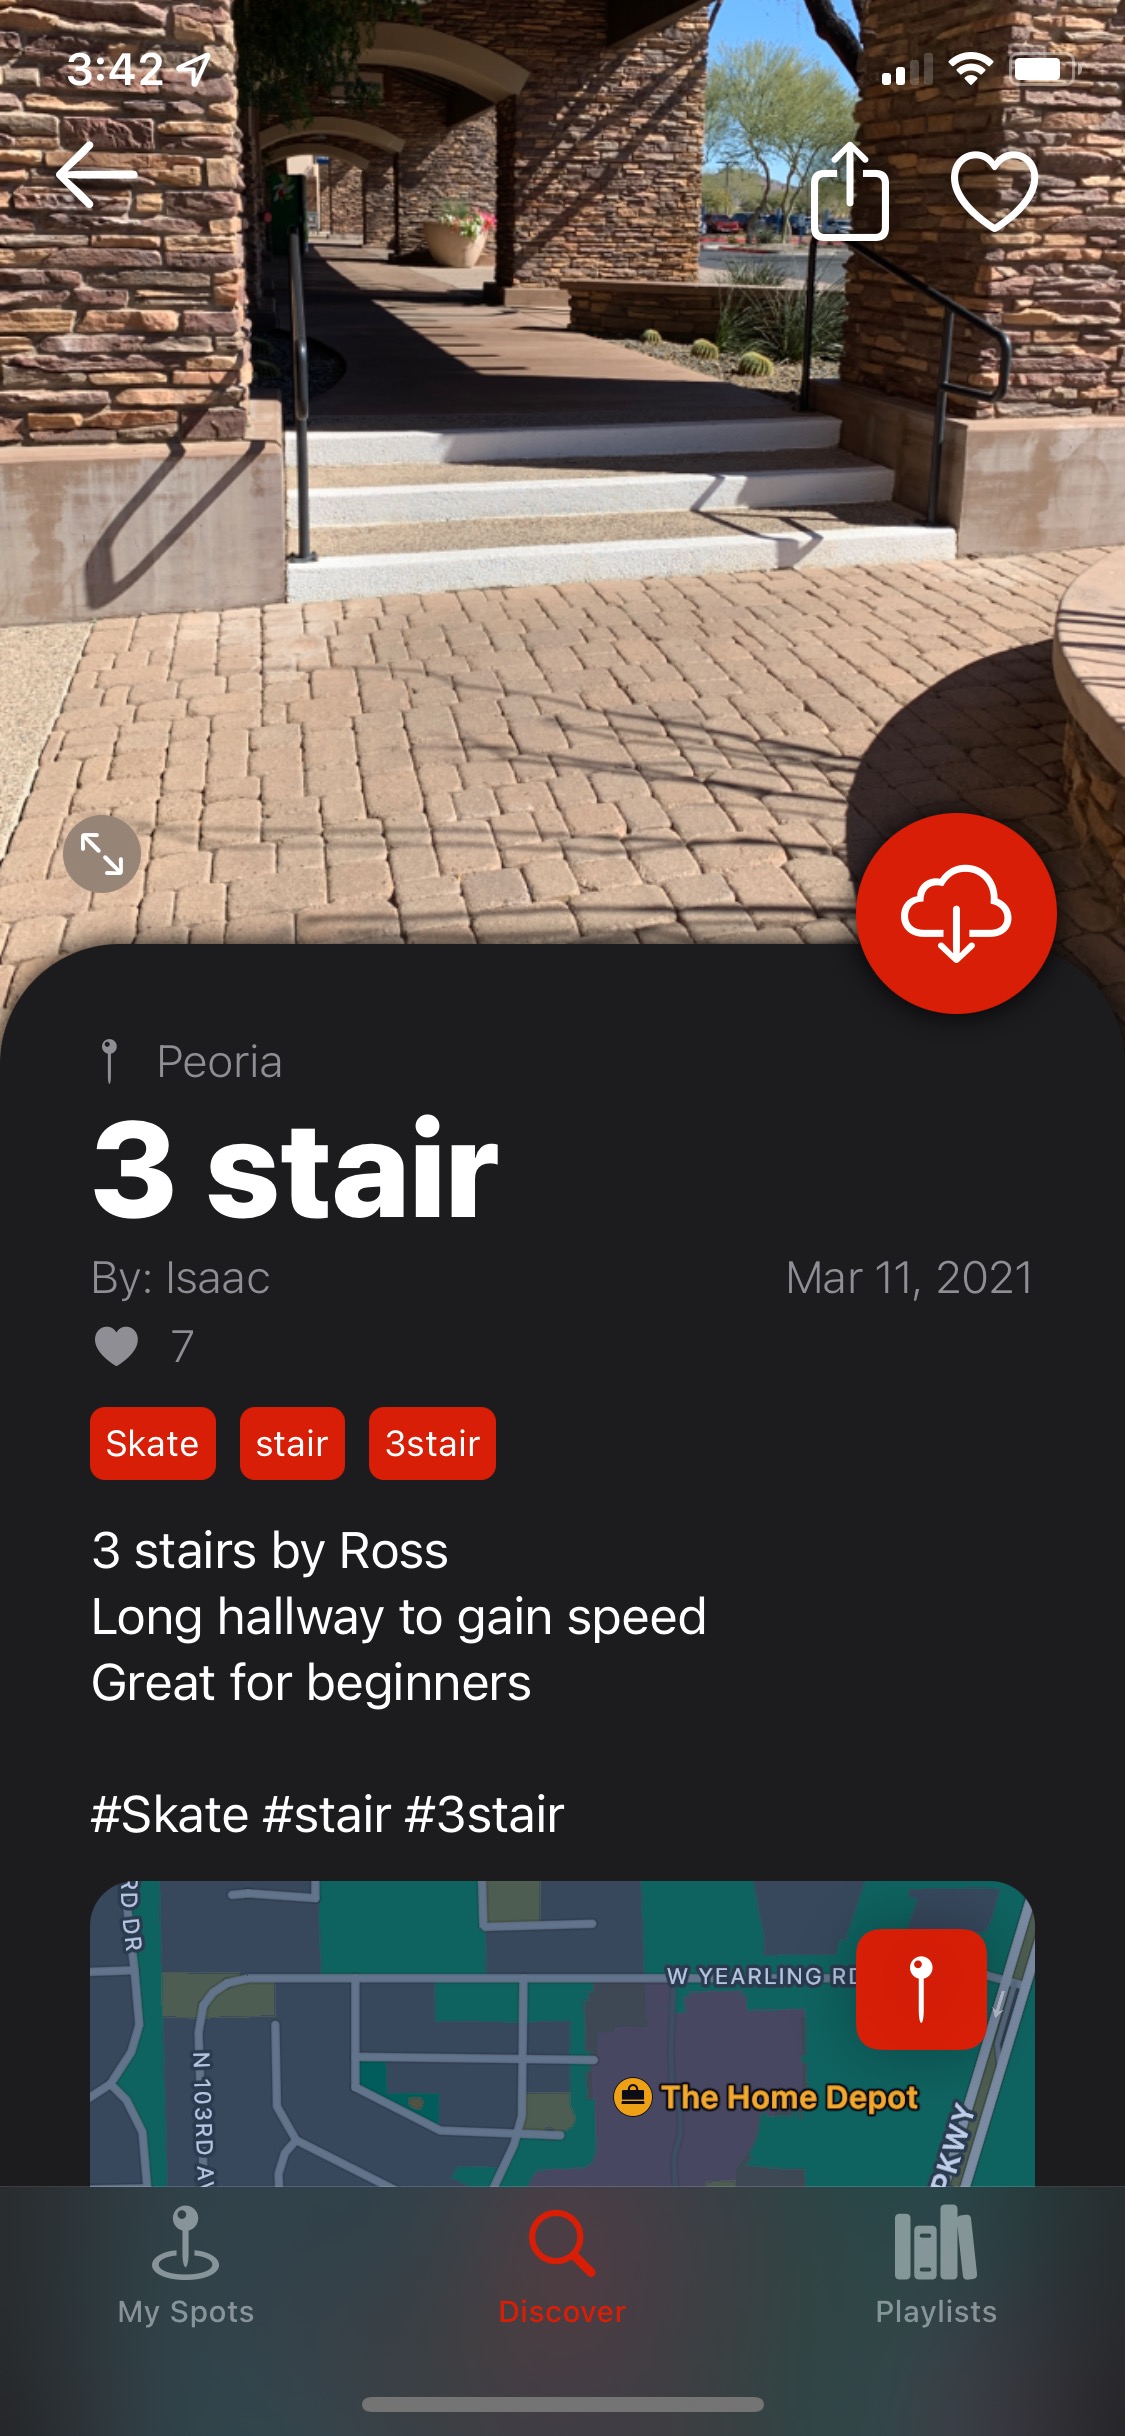 3:42
Peoria
3 stair
By: Isaac
Mar 11, 2021
7
Skate stair 3stair
3 stairs by Ross
Long hallway to gain speed
Great for beginners
#Skate #stair #3stair
RD DR
W YEARLING RD
N 103RD AV
The Home Depot
PKWY
My Spots
Discover
Playlists